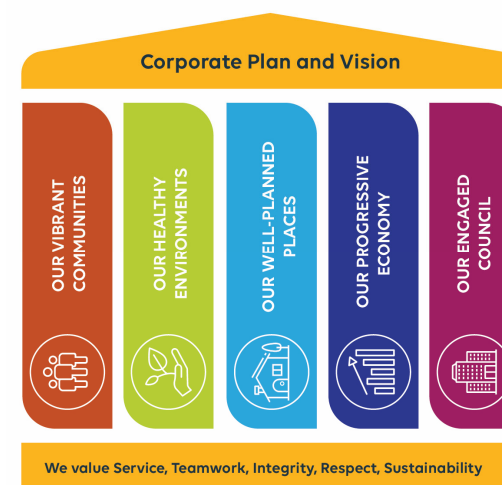 Corporate Plan and Vision
OUR VIBRANT
COMMUNITIES
OUR HEALTHY
ENVIRONMENTS
OUR WELL-PLANNED
PLACES
OUR PROGRESSIVE
ECONOMY
OUR ENGAGED
COUNCIL
We value Service, Teamwork, Integrity, Respect, Sustainability